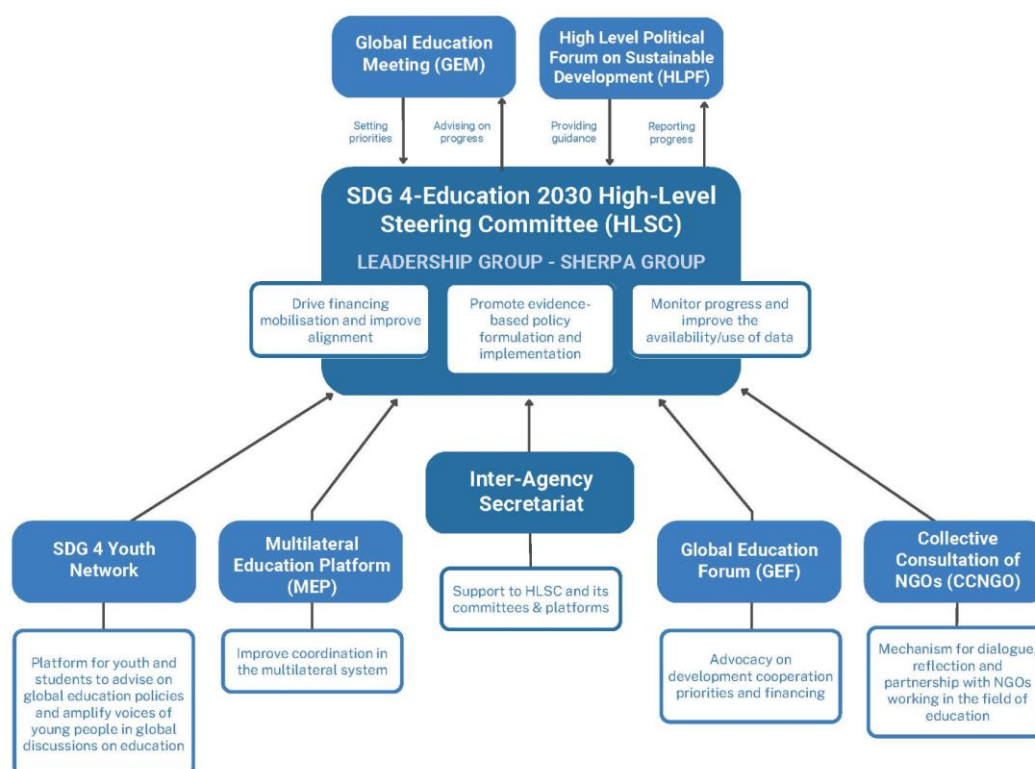 Global Education
Meeting (GEM)
High Level Political
Forum on Sustainable
Development (HLPF)
Setting
priorities
Advising on
progress
Providing
guidance
Reporting
progress
SDG 4-Education 2030 High-Level
Steering Committee (HLSC)
LEADERSHIP GROUP - SHERPA GROUP
Drive financing
mobilisation and improve
alignment
Promote evidence-
based policy
formulation and
implementation
Monitor progress and
improve the
availability/use of data
Inter-Agency
Secretariat
Support to HLSC and its
committees & platforms
SDG 4 Youth
Network
Platform for youth and
students to advise on
global education policies
and amplify voices of
young people in global
discussions on education
Multilateral
Education Platform
(MEP)
Improve coordination in
the multilateral system
Global Education
Forum (GEF)
Advocacy on
development cooperation
priorities and financing
Collective
Consultation of
NGOs (CCNGO)
Mechanism for dialogue,
reflection and
partnership with NGOs
working in the field of
education